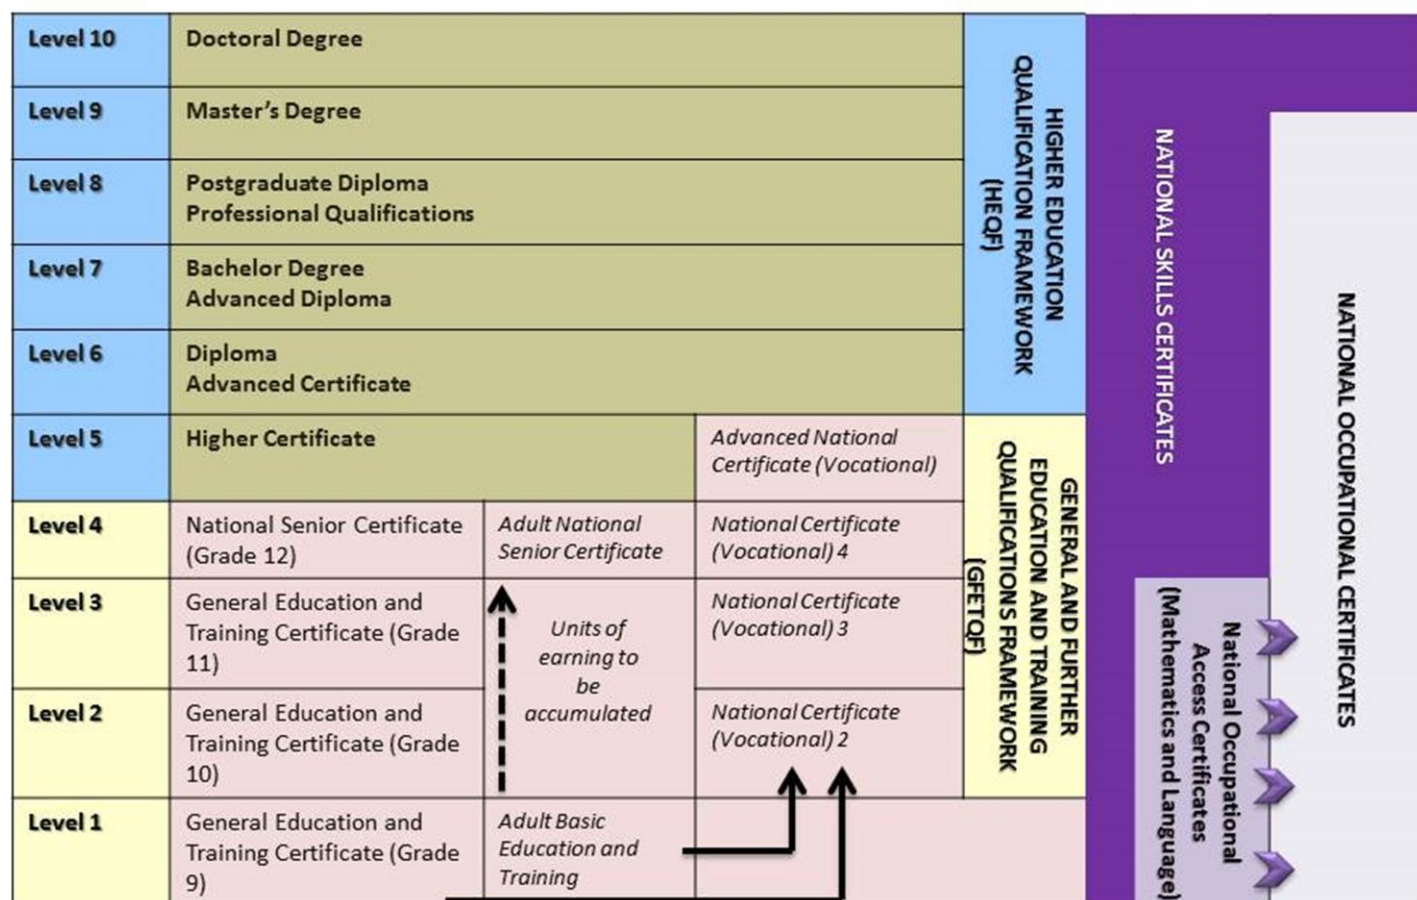 Level 10
Doctoral Degree
Level 9
Master's Degree
Level 8
Postgraduate Diploma
Professional Qualifications
Level 7
Bachelor Degree
Advanced Diploma
Level 6
Diploma
Advanced Certificate
Level 5
Higher Certificate
Advanced National
Certificate (Vocational)
Level 4
National Senior Certificate
(Grade 12)
Adult National
Senior Certificate
National Certificate
(Vocational) 4
Level 3
General Education and
Training Certificate (Grade
11)
Units of
earning to
be
accumulated
National Certificate
(Vocational) 3
Level 2
General Education and
Training Certificate (Grade
10)
National Certificate
(Vocational) 2
Level 1
General Education and
Training Certificate (Grade
9)
Adult Basic
Education and
Training
HIGHER EDUCATION
QUALIFICATION FRAMEWORK
(HEQF)
GENERAL AND FURTHER
EDUCATION AND TRAINING
QUALIFICATIONS FRAMEWORK
(GFETQF)
NATIONAL SKILLS CERTIFICATES
National Occupational
Access Certificates
(Mathematics and Language)
NATIONAL OCCUPATIONAL CERTIFICATES